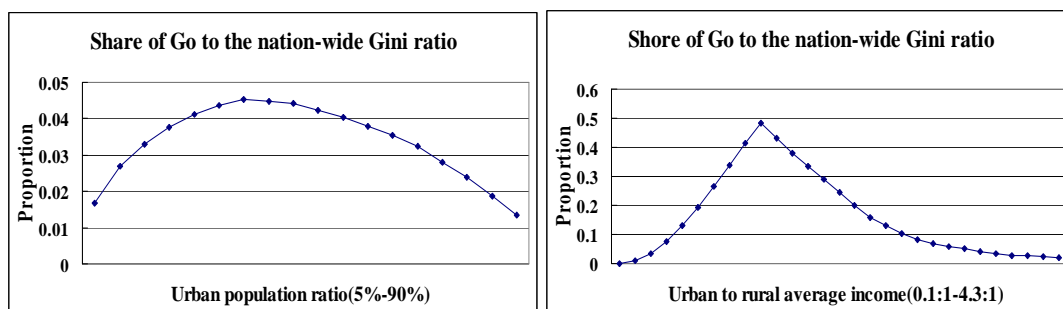 Share of Go to the nation-wide Gini ratio
0.05
0.04
0.03
0.02
0.01
0
Proportion
Urban population ratio(5%-90%)
Shore of Go to the nation-wide Gini ratio
0.6
0.5
0.4
0.3
0.2
0.1
0
Proportion
Urban to rural average income(0.1:1-4.3:1)